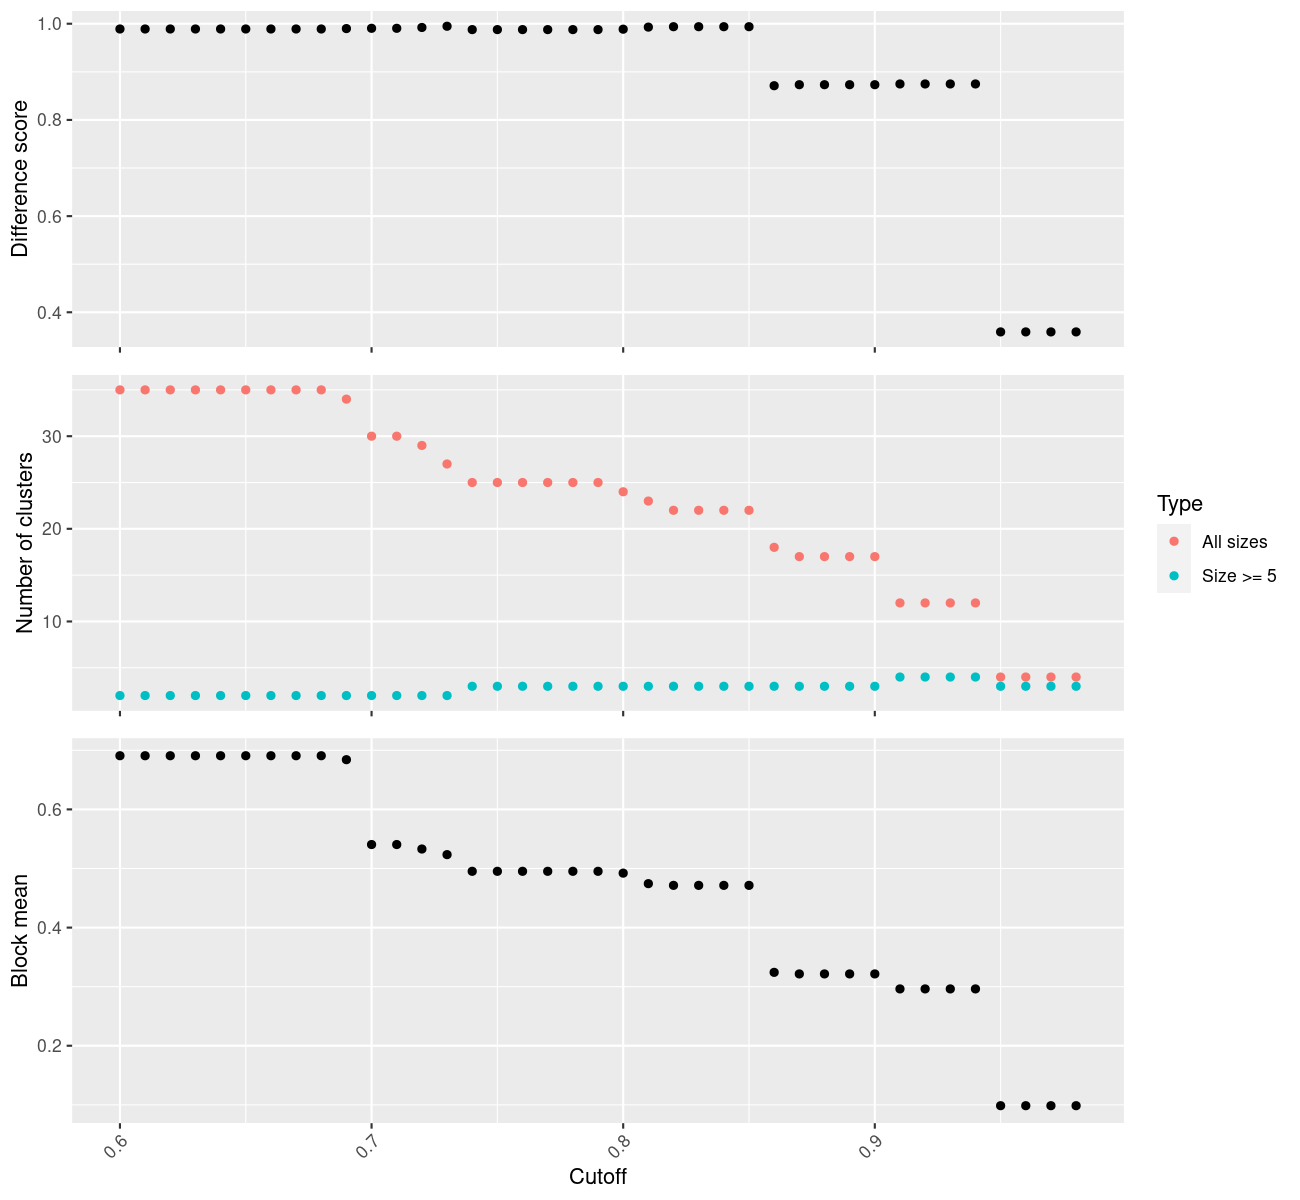 Difference score
1.0
0.8
0.6
0.4
Number of clusters
30
20
10
Type
All sizes
Size >= 5
Block mean
0.6
0.4
0.2
0.6
0.7
0.8
0.9
Cutoff